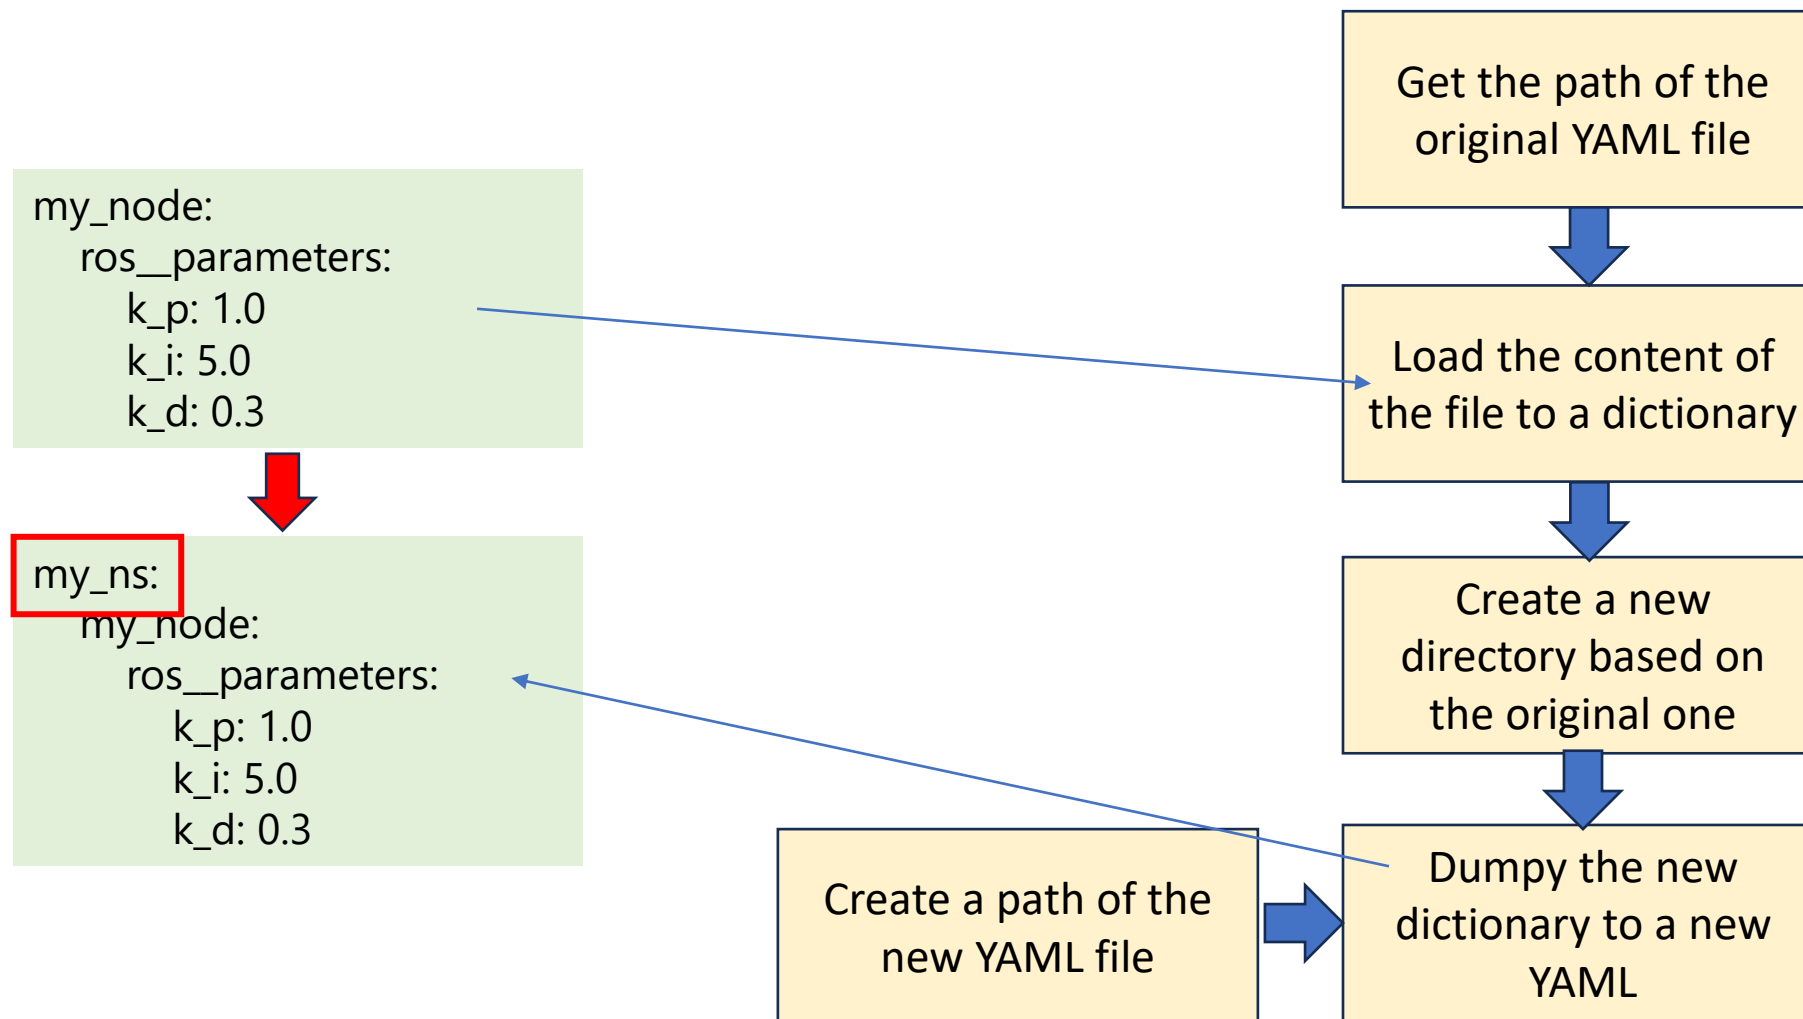 my_node:
ros__parameters:
k_p: 1.0
k_i: 5.0
k_d: 0.3
my_ns:
my_node:
ros__parameters:
k_p: 1.0
k_i: 5.0
k_d: 0.3
Get the path of the
original YAML file
Load the content of
the file to a dictionary
Create a new
directory based on
the original one
Create a path of the
new YAML file
Dumpy the new
dictionary to a new
YAML